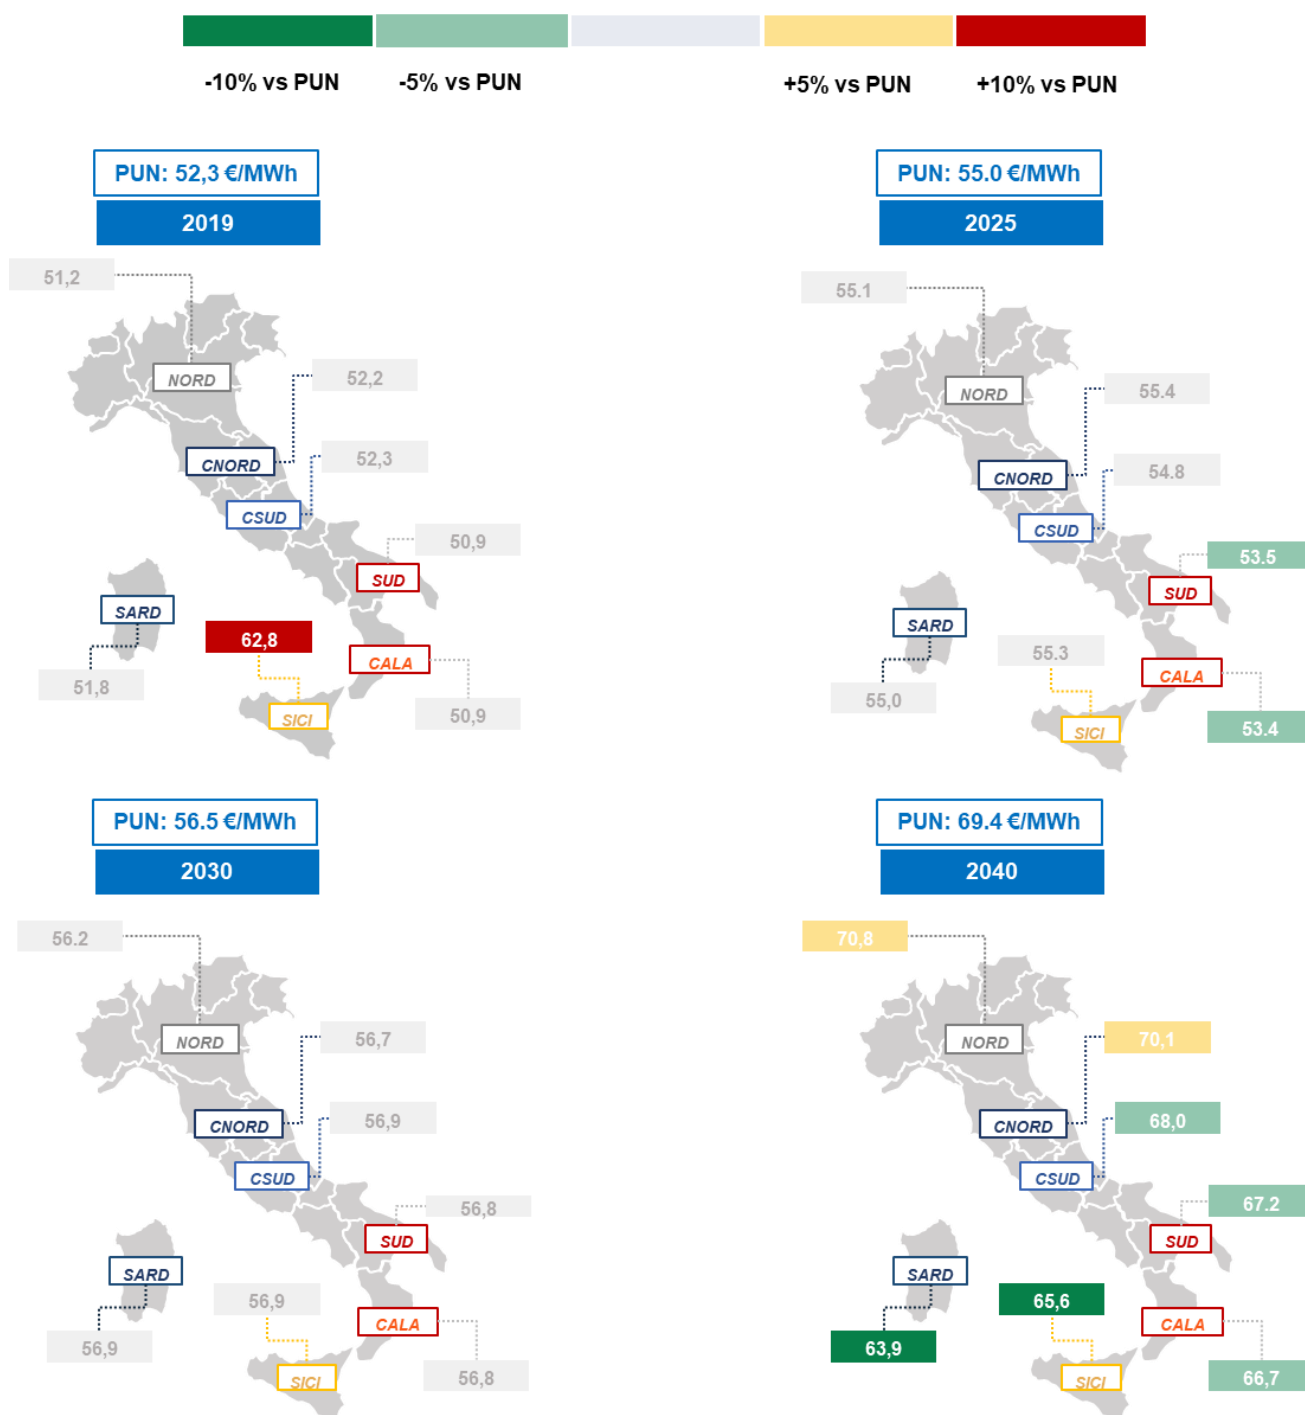 -10% vs PUN
-5% vs PUN
+5% vs PUN
+10% vs PUN
PUN: 52,3 €/MWh
2019
51,2
NORD
52,2
CNORD
52,3
CSUD
50,9
SUD
SARD
62,8
51,8
CALA
SICI
50,9
PUN: 55.0 €/MWh
2025
55.1
NORD
55.4
CNORD
54.8
CSUD
53.5
SUD
SARD
55.3
55,0
CALA
SICI
53.4
PUN: 56.5 €/MWh
2030
56.2
NORD
56,7
CNORD
56,9
CSUD
56,8
SUD
SARD
56,9
56,9
CALA
SICI
56,8
PUN: 69.4 €/MWh
2040
70,8
NORD
70,1
CNORD
68,0
CSUD
67.2
SUD
SARD
65,6
63,9
CALA
SICI
66,7